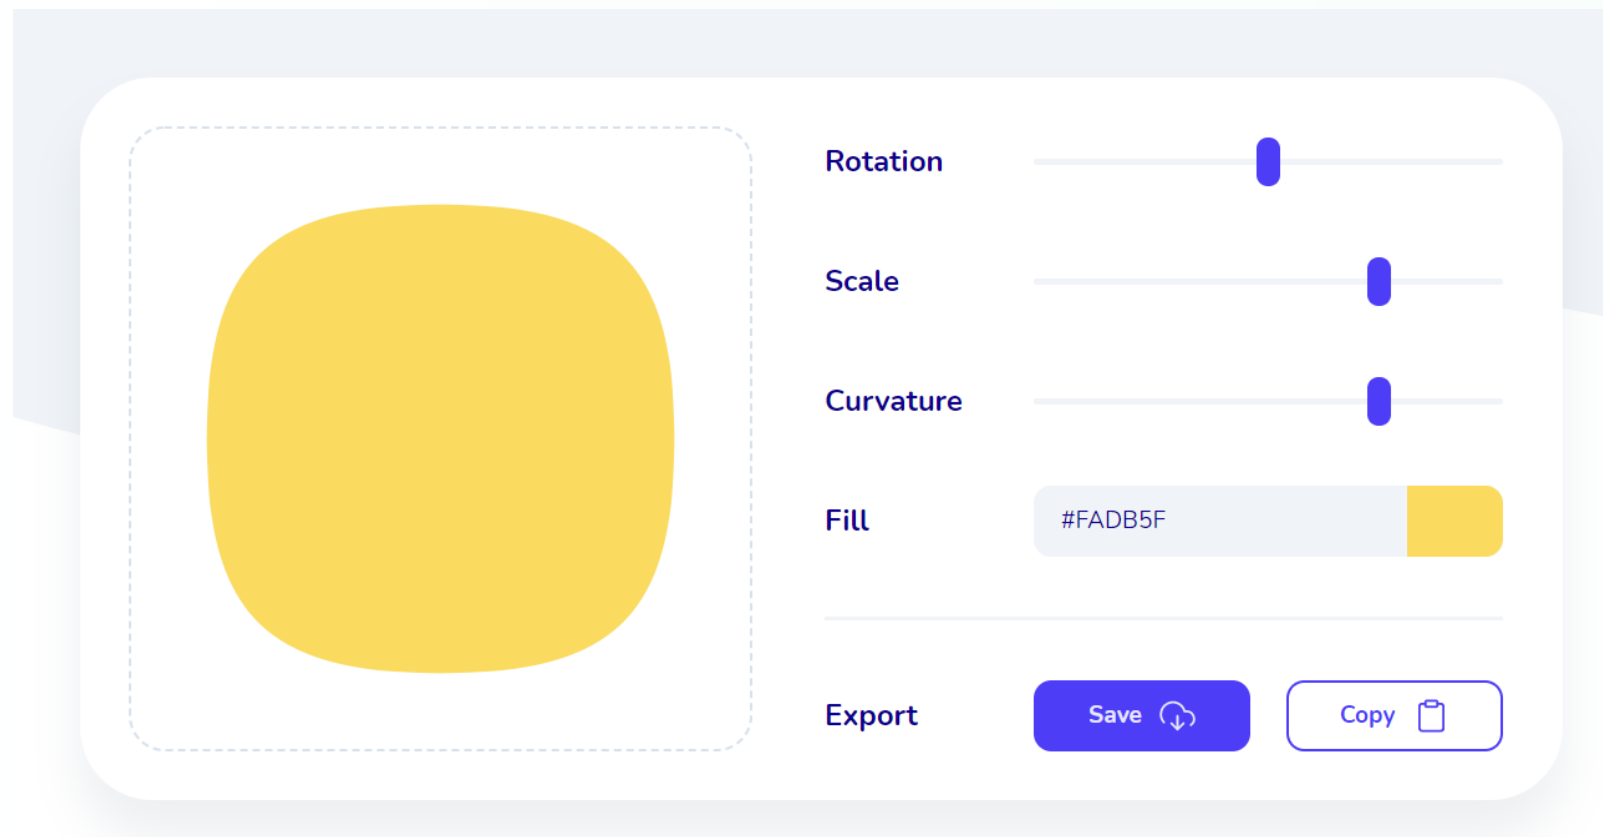 Rotation
Scale
Curvature
Fill
#FADB5F
Export
Save
Copy